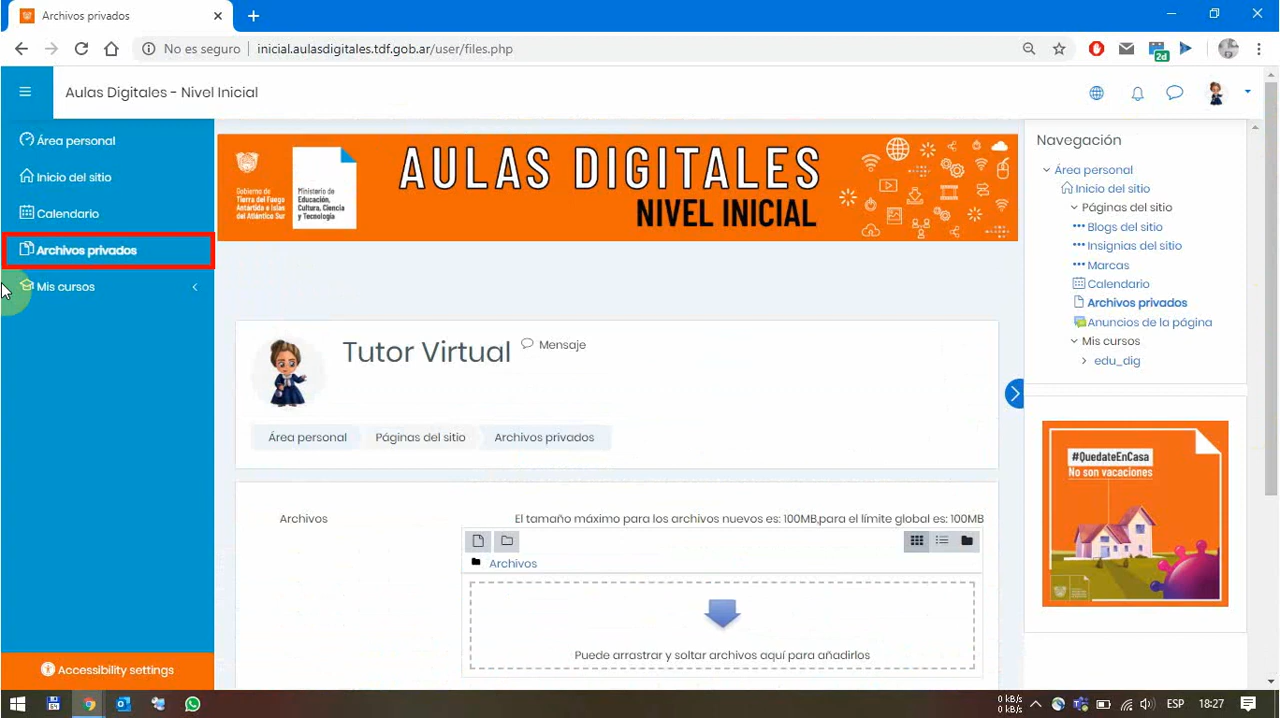 Archivos privados
No es seguro
inicial.aulasdigitales.tdf.gob.ar/user/files.php
2d
Aulas Digitales - Nivel Inicial
Área personal
Inicio del sitio
Calendario
Archivos privados
Mis cursos
Accessibility settings
Gobierno de
Tierra del Fuego
Antártida e Islas
del Atlántico Sur
Ministerio de
Educación,
Cultura, Ciencia
y Tecnología
AULAS DIGITALES
NIVEL INICIAL
Tutor Virtual
Mensaje
Área personal
Páginas del sitio
Archivos privados
Archivos
El tamaño máximo para los archivos nuevos es: 100MB,para el límite global es: 100MB
Archivos
Puede arrastrar y soltar archivos aquí para añadirlos
Navegación
Área personal
Inicio del sitio
Páginas del sitio
Blogs del sitio
Insignias del sitio
Marcas
Calendario
Archivos privados
Anuncios de la página
Mis cursos
edu_dig
#QuedateEnCasa
No son vacaciones
0 kB/s
0 kB/s
ESP
18:27